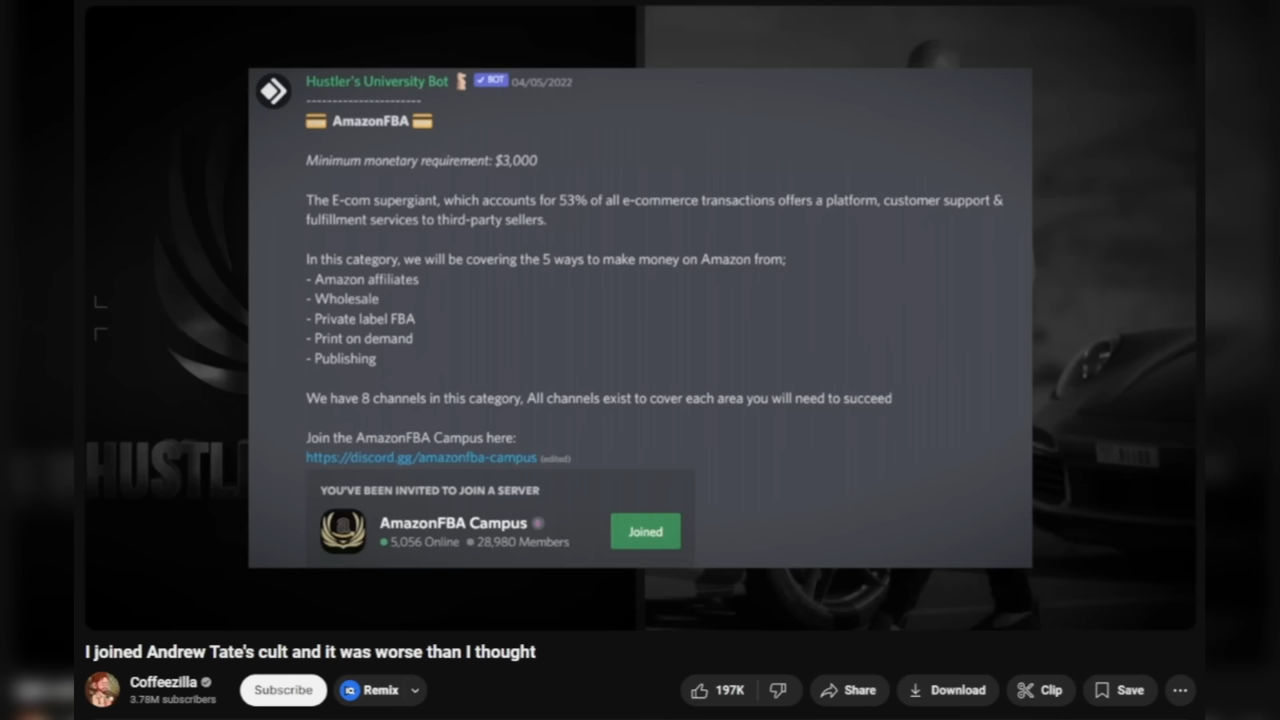 Hustler's University Bot BOT 04/05/2022
----------------------
AmazonFBA
Minimum monetary requirement: $3,000
The E-com supergiant, which accounts for 53% of all e-commerce transactions offers a platform, customer support &
fulfillment services to third-party sellers.
In this category, we will be covering the 5 ways to make money on Amazon from;
- Amazon affiliates
- Wholesale
- Private label FBA
- Print on demand
- Publishing
We have 8 channels in this category, All channels exist to cover each area you will need to succeed
Join the AmazonFBA Campus here:
https://discord.gg/amazonfba-campus (edited)
YOU'VE BEEN INVITED TO JOIN A SERVER
AmazonFBA Campus
5,056 Online 28,980 Members
Joined
HUSTL
I joined Andrew Tate's cult and it was worse than I thought
Coffeezilla
3.78M subscribers
Subscribe
Remix
197K
Share
Download
Clip
Save